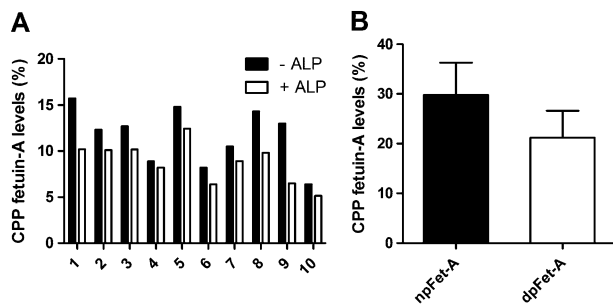 A
CPP fetuin-A levels (%)
20
15
10
5
0
- ALP
+ ALP
1 2 3 4 5 6 7 8 9 10
B
CPP fetuin-A levels (%)
40
30
20
10
0
npFet-A
dpFet-A